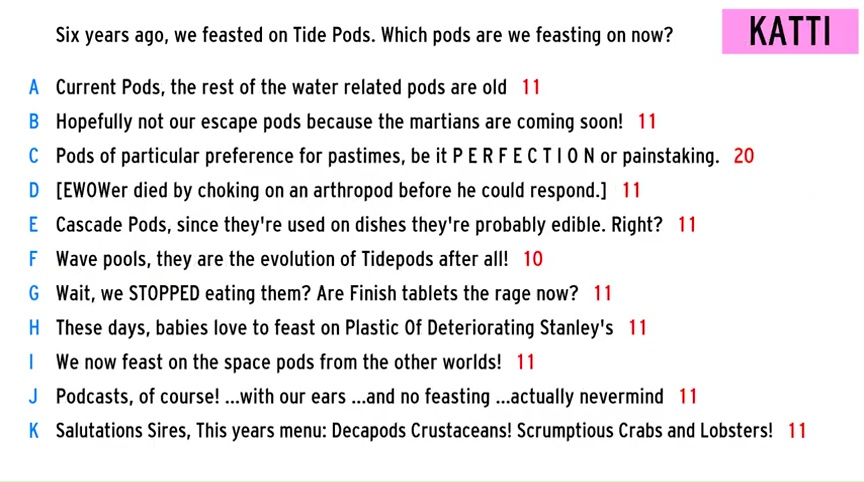 Six years ago, we feasted on Tide Pods. Which pods are we feasting on now?
KATTI
A Current Pods, the rest of the water related pods are old 11
B Hopefully not our escape pods because the martians are coming soon! 11
C Pods of particular preference for pastimes, be it P E R F E C T I O N or painstaking. 20
D [EWOWer died by choking on an arthropod before he could respond.] 11
E Cascade Pods, since they're used on dishes they're probably edible. Right? 11
F Wave pools, they are the evolution of Tidepods after all! 10
G Wait, we STOPPED eating them? Are Finish tablets the rage now? 11
H These days, babies love to feast on Plastic Of Deteriorating Stanley's 11
I We now feast on the space pods from the other worlds! 11
J Podcasts, of course! ...with our ears ...and no feasting ...actually nevermind 11
K Salutations Sires, This years menu: Decapods Crustaceans! Scrumptious Crabs and Lobsters! 11